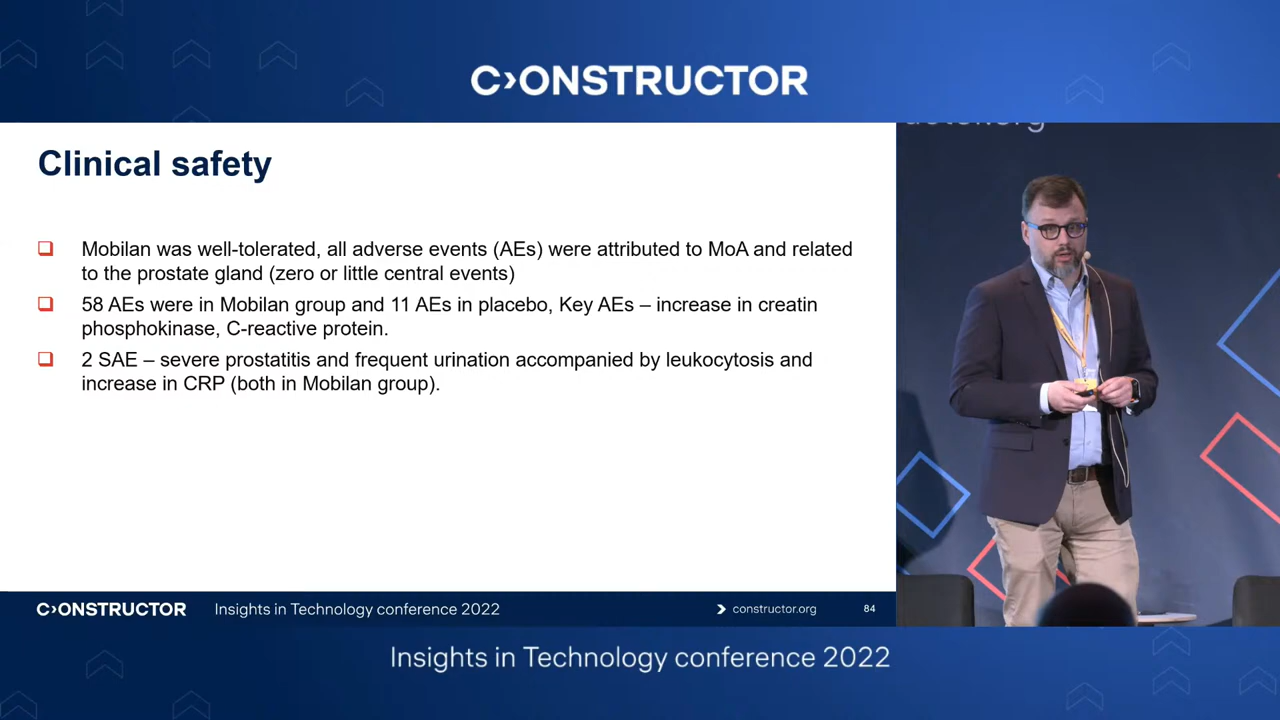 C›ONSTRUCTOR
Clinical safety
Mobilan was well-tolerated, all adverse events (AEs) were attributed to MoA and related
to the prostate gland (zero or little central events)
58 AEs were in Mobilan group and 11 AEs in placebo, Key AEs – increase in creatin
phosphokinase, C-reactive protein.
2 SAE – severe prostatitis and frequent urination accompanied by leukocytosis and
increase in CRP (both in Mobilan group).
C›ONSTRUCTOR
Insights in Technology conference 2022
constructor.org
84
Insights in Technology conference 2022